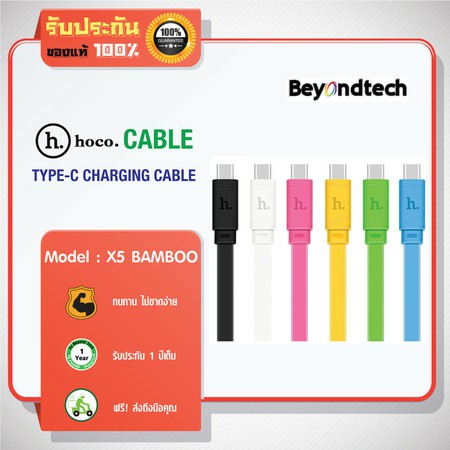 รับประกัน
ของแท้ 100%
100%
GUARANTEE
Beyondtech
h. hoco. CABLE
TYPE-C CHARGING CABLE
h. h. h. h. h. h.
Model : X5 BAMBOO
ทนทาน ไม่ขาดง่าย
1
Year
รับประกัน 1 ปีเต็ม
ฟรี! ส่งถึงมือคุณ